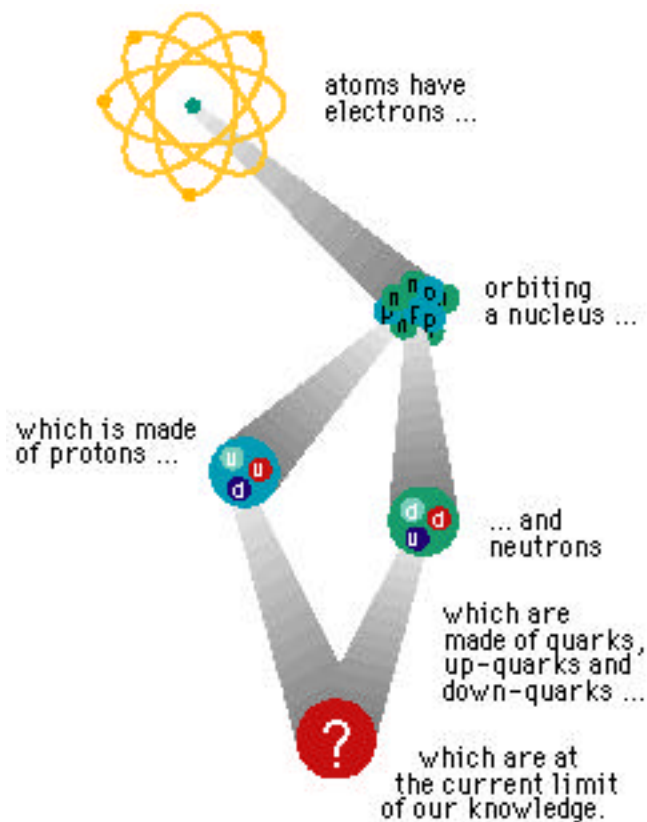 atoms have
electrons ...
n
n
p
n
p
p
n
orbiting
a nucleus ...
which is made
of protons ...
u
u
d
d
d
u
... and
neutrons
which are
made of quarks,
up-quarks and
down-quarks ...
?
which are at
the current limit
of our knowledge.